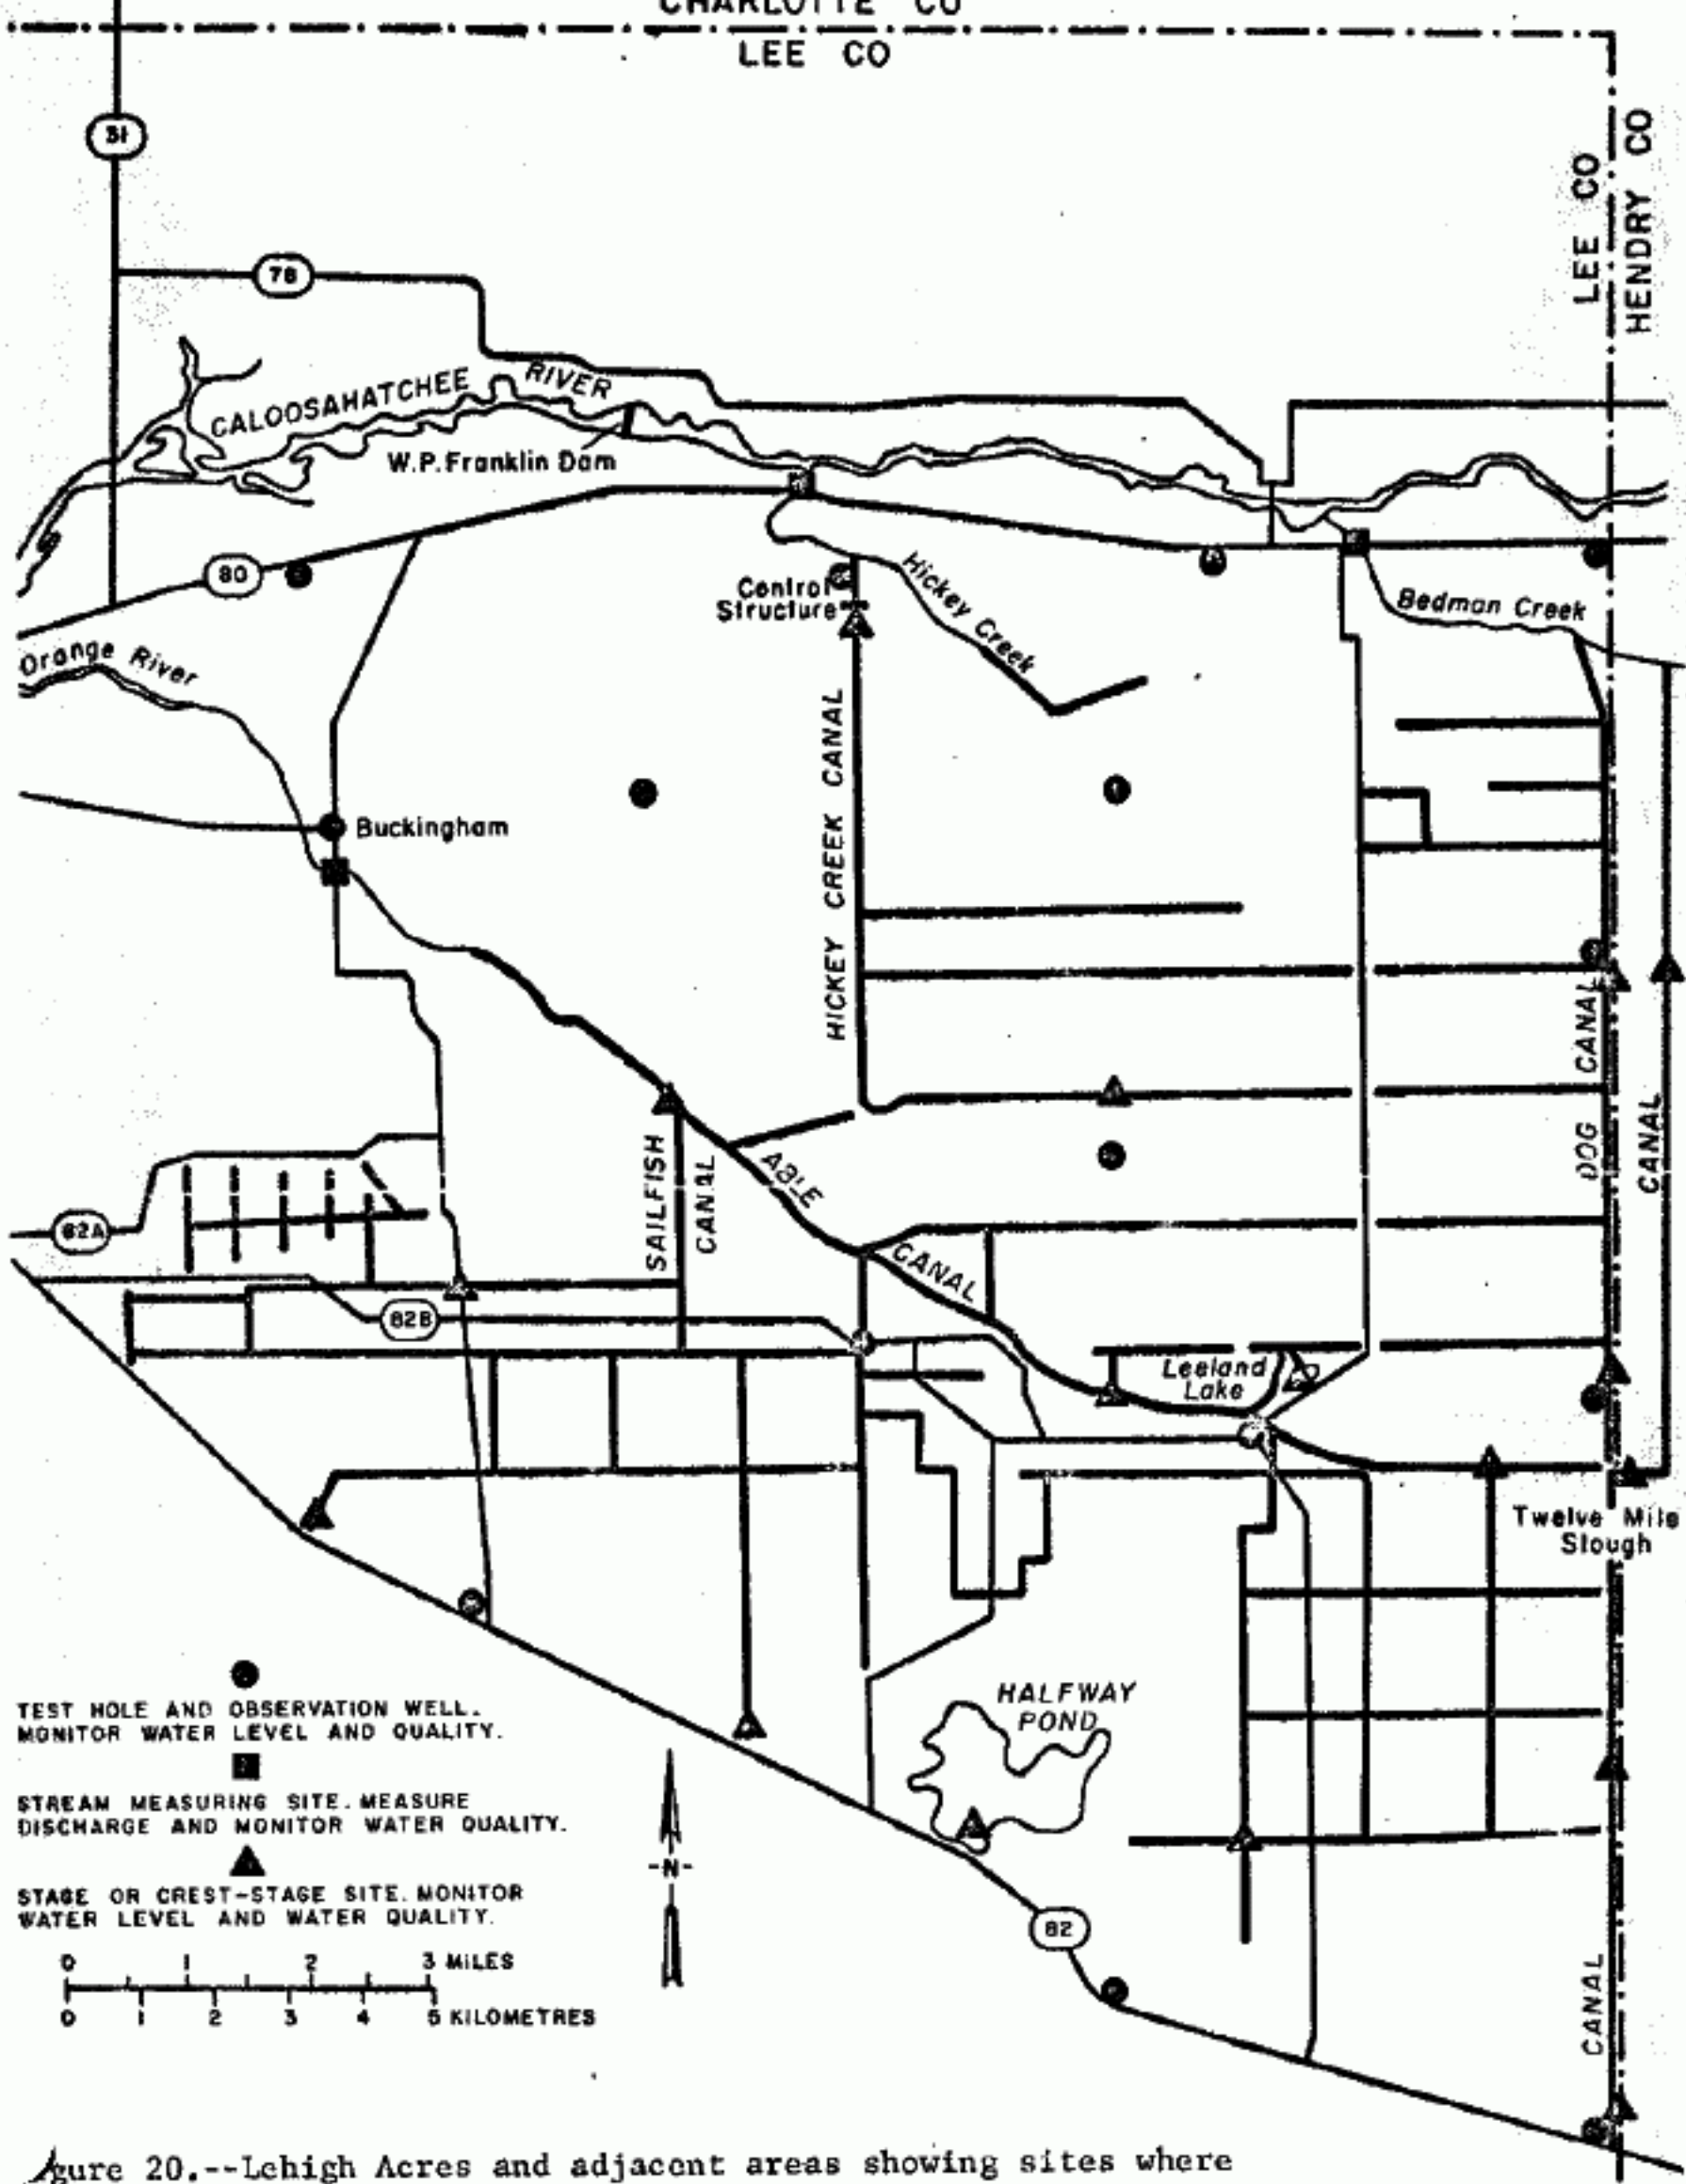 CHARLOTTE CO
LEE CO
LEE CO
HENDRY CO
31
78
CALOOSAHATCHEE RIVER
W.P.Franklin Dam
80
Control
Structure
Hickey Creek
Bedman Creek
Orange River
HICKEY CREEK CANAL
Buckingham
DOG CANAL
CANAL
SAILFISH
CANAL
ABLE
CANAL
82A
82B
Leeland
Lake
Twelve Mile
Slough
HALFWAY
POND
TEST HOLE AND OBSERVATION WELL.
MONITOR WATER LEVEL AND QUALITY.
STREAM MEASURING SITE. MEASURE
DISCHARGE AND MONITOR WATER QUALITY.
STAGE OR CREST-STAGE SITE. MONITOR
WATER LEVEL AND WATER QUALITY.
-N-
82
CANAL
0 1 2 3 MILES
0 1 2 3 4 5 KILOMETRES
gure 20.--Lehigh Acres and adjacent areas showing sites where